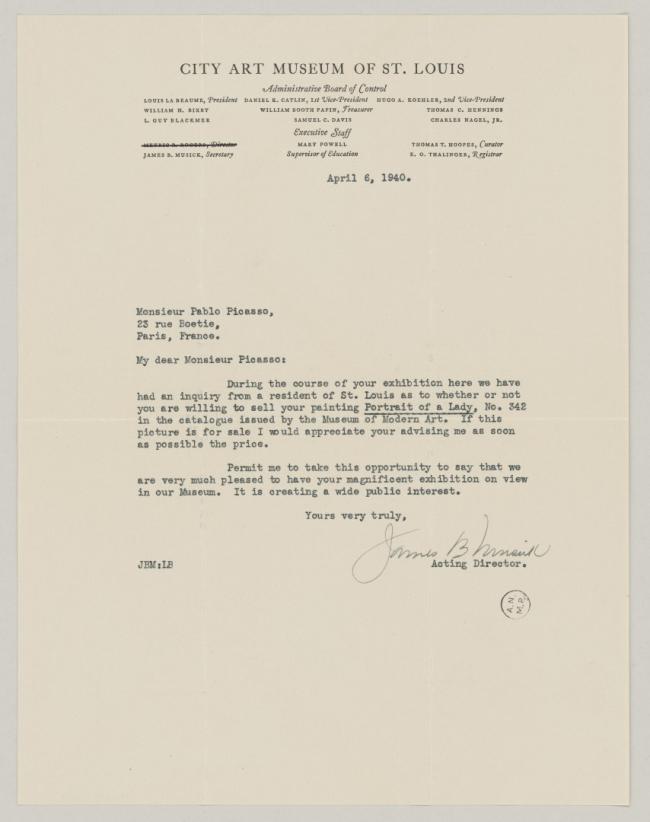 CITY ART MUSEUM OF ST. LOUIS
Administrative Board of Control
LOUIS LA BEAUME, President DANIEL K. CATLIN, 1st Vice-President HUGO A. KOEHLER, 2nd Vice-President
WILLIAM H. BIXBY WILLIAM BOOTH PAPIN, Treasurer THOMAS C. HENNINGS
L. GUY BLACKMER SAMUEL C. DAVIS CHARLES NAGEL, JR.
Executive Staff
MEYRIC R. ROGERS, Director MARY POWELL THOMAS T. HOOPES, Curator
JAMES B. MUSICK, Secretary Supervisor of Education E. O. THALINGER, Registrar
April 6, 1940.
Monsieur Pablo Picasso,
23 rue Boetie,
Paris, France.
My dear Monsieur Picasso:
During the course of your exhibition here we have
had an inquiry from a resident of St. Louis as to whether or not
you are willing to sell your painting Portrait of a Lady, No. 342
in the catalogue issued by the Museum of Modern Art. If this
picture is for sale I would appreciate your advising me as soon
as possible the price.
Permit me to take this opportunity to say that we
are very much pleased to have your magnificent exhibition on view
in our Museum. It is creating a wide public interest.
Yours very truly,
James B Musick
JBM:LB Acting Director.
A.N.
M.P.